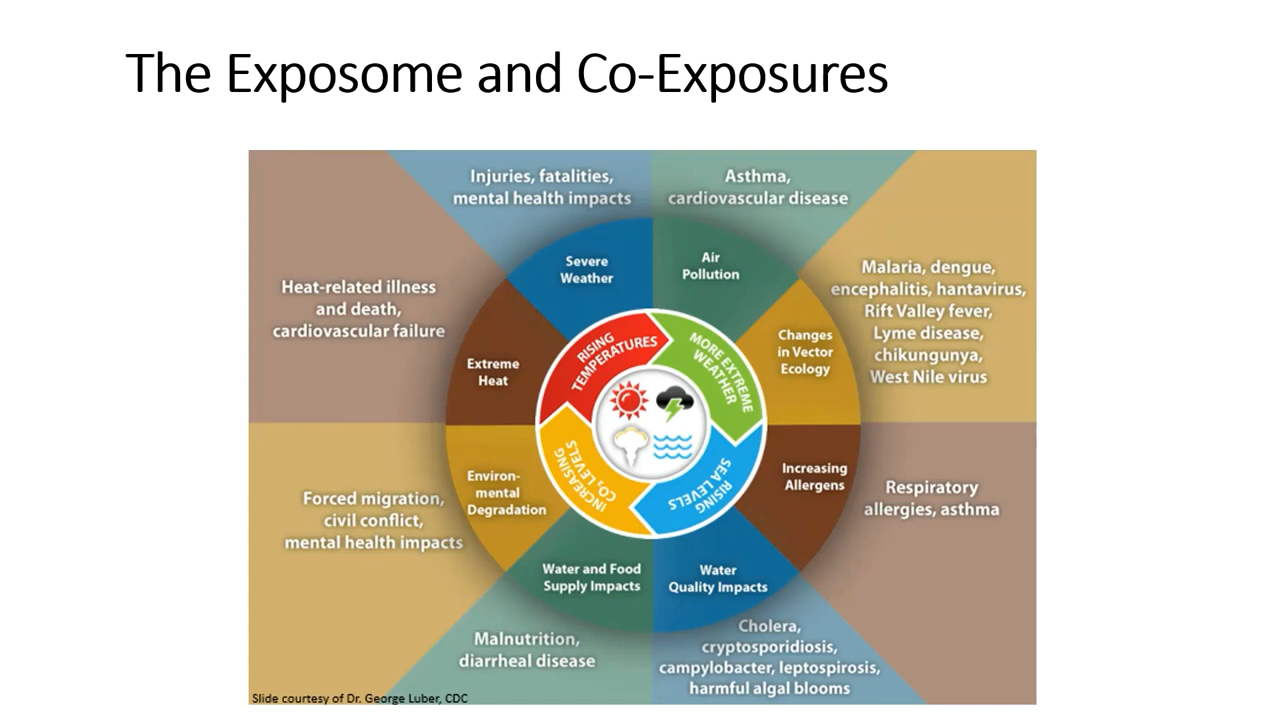 The Exposome and Co-Exposures
Injuries, fatalities,
mental health impacts
Asthma,
cardiovascular disease
Severe
Weather
Air
Pollution
Heat-related illness
and death,
cardiovascular failure
Extreme
Heat
Changes
in Vector
Ecology
Malaria, dengue,
encephalitis, hantavirus,
Rift Valley fever,
Lyme disease,
chikungunya,
West Nile virus
RISING
TEMPERATURES
MORE EXTREME
WEATHER
RISING
SEA LEVELS
INCREASING
CO₂ LEVELS
Forced migration,
civil conflict,
mental health impacts
Environ-
mental
Degradation
Increasing
Allergens
Respiratory
allergies, asthma
Water and Food
Supply Impacts
Water
Quality Impacts
Malnutrition,
diarrheal disease
Cholera,
cryptosporidiosis,
campylobacter, leptospirosis,
harmful algal blooms
Slide courtesy of Dr. George Luber, CDC